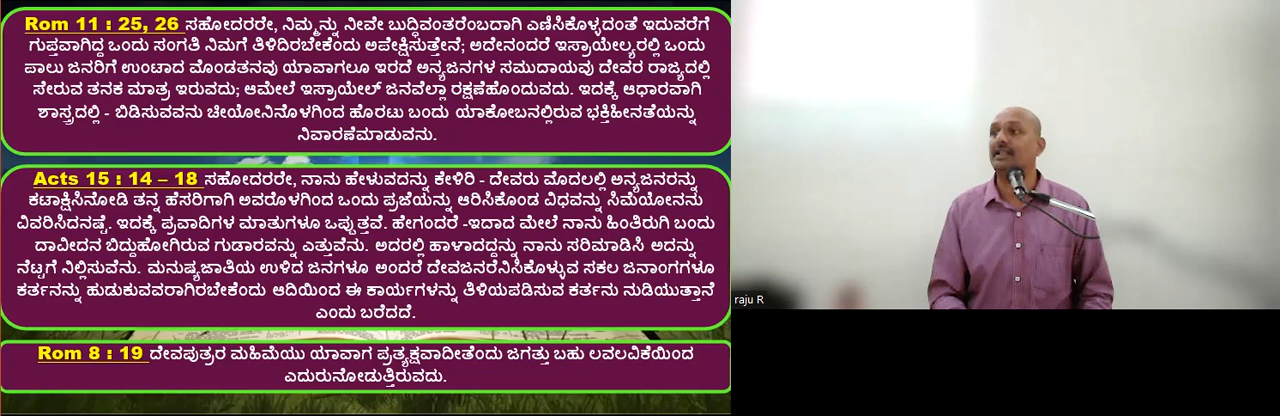 Rom 11 : 25, 26 ಸಹೋದರರೇ, ನಿಮ್ಮನ್ನು ನೀವೇ ಬುದ್ಧಿವಂತರೆಂಬದಾಗಿ ಎಣಿಸಿಕೊಳ್ಳದಂತೆ ಇದುವರೆಗೆ
ಗುಪ್ತವಾಗಿದ್ದ ಒಂದು ಸಂಗತಿ ನಿಮಗೆ ತಿಳಿದಿರಬೇಕೆಂದು ಅಪೇಕ್ಷಿಸುತ್ತೇನೆ; ಅದೇನಂದರೆ ಇಸ್ರಾಯೇಲ್ಯರಲ್ಲಿ ಒಂದು
ಪಾಲು ಜನರಿಗೆ ಉಂಟಾದ ಮೊಂಡತನವು ಯಾವಾಗಲೂ ಇರದೆ ಅನ್ಯಜನಗಳ ಸಮುದಾಯವು ದೇವರ ರಾಜ್ಯದಲ್ಲಿ
ಸೇರುವ ತನಕ ಮಾತ್ರ ಇರುವದು; ಆಮೇಲೆ ಇಸ್ರಾಯೇಲ್ ಜನವೆಲ್ಲಾ ರಕ್ಷಣೆಹೊಂದುವದು. ಇದಕ್ಕೆ ಆಧಾರವಾಗಿ
ಶಾಸ್ತ್ರದಲ್ಲಿ - ಬಿಡಿಸುವವನು ಚೀಯೋನಿನೊಳಗಿಂದ ಹೊರಟು ಬಂದು ಯಾಕೋಬನಲ್ಲಿರುವ ಭಕ್ತಿಹೀನತೆಯನ್ನು
ನಿವಾರಣೆಮಾಡುವನು.
Acts 15 : 14 – 18 ಸಹೋದರರೇ, ನಾನು ಹೇಳುವದನ್ನು ಕೇಳಿರಿ - ದೇವರು ಮೊದಲಲ್ಲಿ ಅನ್ಯಜನರನ್ನು
ಕಟಾಕ್ಷಿಸಿನೋಡಿ ತನ್ನ ಹೆಸರಿಗಾಗಿ ಅವರೊಳಗಿಂದ ಒಂದು ಪ್ರಜೆಯನ್ನು ಆರಿಸಿಕೊಂಡ ವಿಧವನ್ನು ಸಿಮೆಯೋನನು
ವಿವರಿಸಿದನಷ್ಟೆ. ಇದಕ್ಕೆ ಪ್ರವಾದಿಗಳ ಮಾತುಗಳೂ ಒಪ್ಪುತ್ತವೆ. ಹೇಗಂದರೆ -ಇದಾದ ಮೇಲೆ ನಾನು ಹಿಂತಿರುಗಿ ಬಂದು
ದಾವೀದನ ಬಿದ್ದುಹೋಗಿರುವ ಗುಡಾರವನ್ನು ಎತ್ತುವೆನು. ಅದರಲ್ಲಿ ಹಾಳಾದದ್ದನ್ನು ನಾನು ಸರಿಮಾಡಿಸಿ ಅದನ್ನು
ನೆಟ್ಟಗೆ ನಿಲ್ಲಿಸುವೆನು. ಮನುಷ್ಯಜಾತಿಯ ಉಳಿದ ಜನಗಳೂ ಅಂದರೆ ದೇವಜನರೆನಿಸಿಕೊಳ್ಳುವ ಸಕಲ ಜನಾಂಗಗಳೂ
ಕರ್ತನನ್ನು ಹುಡುಕುವವರಾಗಿರಬೇಕೆಂದು ಆದಿಯಿಂದ ಈ ಕಾರ್ಯಗಳನ್ನು ತಿಳಿಯಪಡಿಸುವ ಕರ್ತನು ನುಡಿಯುತ್ತಾನೆ
ಎಂದು ಬರೆದದೆ.
Rom 8 : 19 ದೇವಪುತ್ರರ ಮಹಿಮೆಯು ಯಾವಾಗ ಪ್ರತ್ಯಕ್ಷವಾದೀತೆಂದು ಜಗತ್ತು ಬಹು ಲವಲವಿಕೆಯಿಂದ
ಎದುರುನೋಡುತ್ತಿರುವದು.
raju R